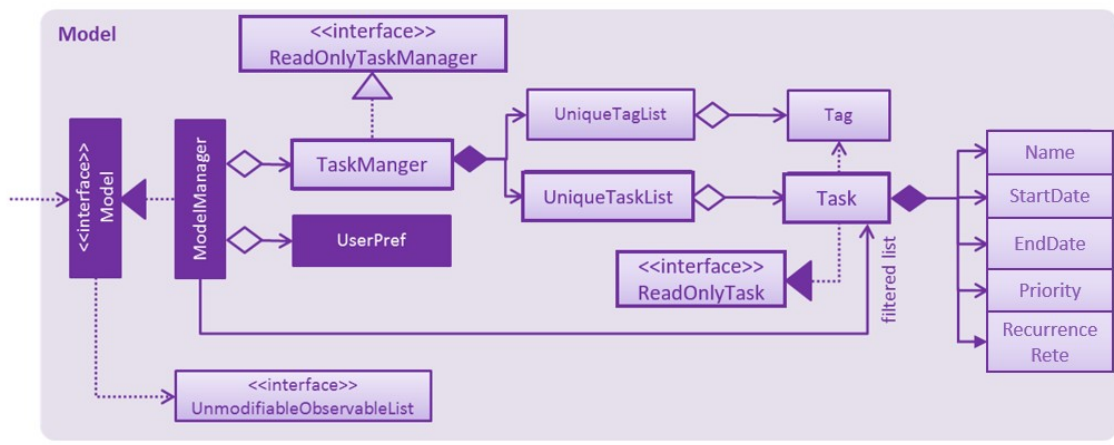 Model
<<interface>>
ReadOnlyTaskManager
<<interface>>
Model
ModelManager
TaskManger
UserPref
UniqueTagList
UniqueTaskList
Tag
Task
<<interface>>
ReadOnlyTask
filtered list
Name
StartDate
EndDate
Priority
Recurrence
Rete
<<interface>>
UnmodifiableObservableList